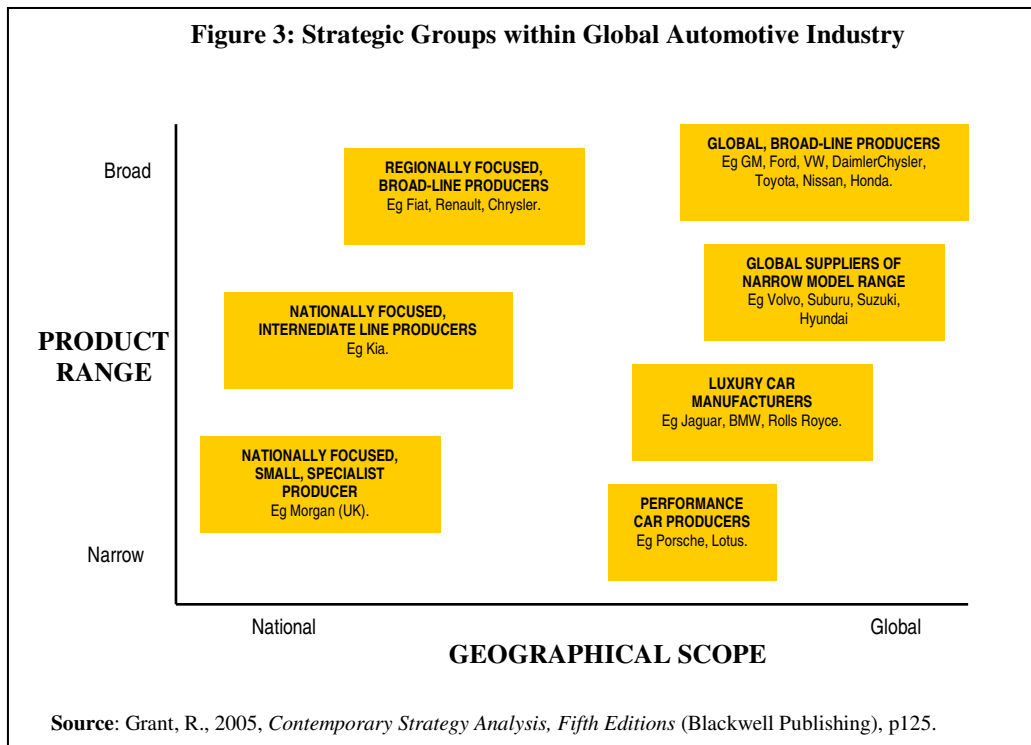 Figure 3: Strategic Groups within Global Automotive Industry
Broad
REGIONALLY FOCUSED,
BROAD-LINE PRODUCERS
Eg Fiat, Renault, Chrysler.
GLOBAL, BROAD-LINE PRODUCERS
Eg GM, Ford, VW, DaimlerChysler,
Toyota, Nissan, Honda.
GLOBAL SUPPLIERS OF
NARROW MODEL RANGE
Eg Volvo, Suburu, Suzuki,
Hyundai
NATIONALLY FOCUSED,
INTERNEDIATE LINE PRODUCERS
Eg Kia.
PRODUCT
RANGE
LUXURY CAR
MANUFACTURERS
Eg Jaguar, BMW, Rolls Royce.
NATIONALLY FOCUSED,
SMALL, SPECIALIST
PRODUCER
Eg Morgan (UK).
PERFORMANCE
CAR PRODUCERS
Eg Porsche, Lotus.
Narrow
National
Global
GEOGRAPHICAL SCOPE
Source: Grant, R., 2005, Contemporary Strategy Analysis, Fifth Editions (Blackwell Publishing), p125.